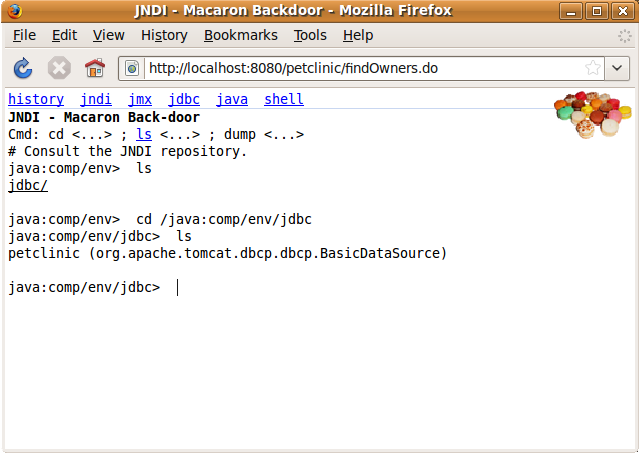 JNDI - Macaron Backdoor - Mozilla Firefox
File Edit View History Bookmarks Tools Help
http://localhost:8080/petclinic/findOwners.do
history jndi jmx jdbc java shell
JNDI - Macaron Back-door
Cmd: cd <...> ; ls <...> ; dump <...>
# Consult the JNDI repository.
java:comp/env> ls
jdbc/
java:comp/env> cd /java:comp/env/jdbc
java:comp/env/jdbc> ls
petclinic (org.apache.tomcat.dbcp.dbcp.BasicDataSource)
java:comp/env/jdbc>